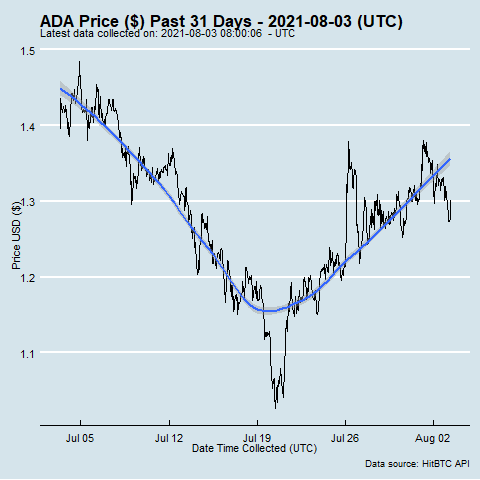 ADA Price ($) Past 31 Days - 2021-08-03 (UTC)
Latest data collected on: 2021-08-03 08:00:06 - UTC
1.5
1.4
1.3
1.2
1.1
Price USD ($)
Jul 05 Jul 12 Jul 19 Jul 26 Aug 02
Date Time Collected (UTC)
Data source: HitBTC API